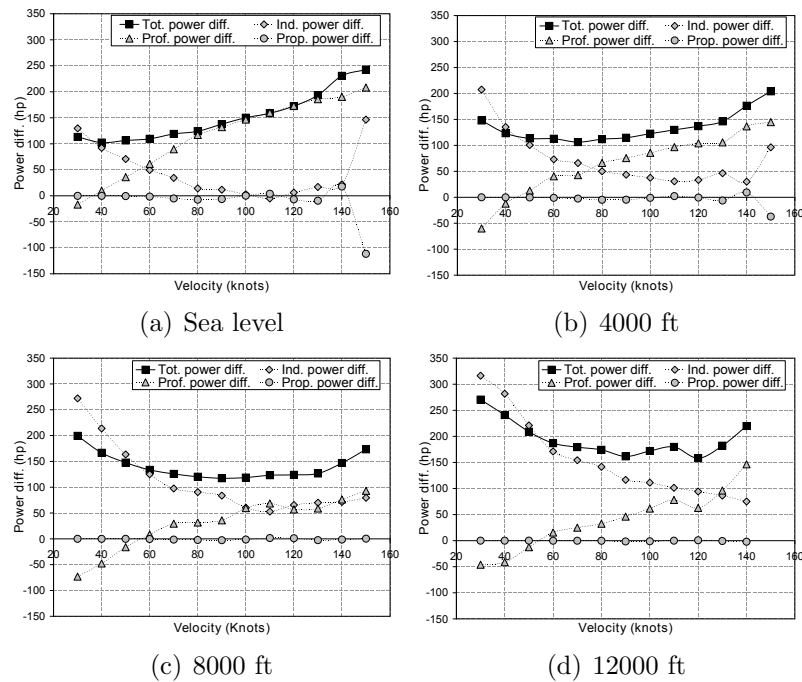 Tot. power diff. Ind. power diff.
Prof. power diff. Prop. power diff.
350
300
250
200
150
100
50
0
-50
-100
-150
20 40 60 80 100 120 140 160
Power diff. (hp)
Velocity (knots)
(a) Sea level
Tot. power diff. Ind. power diff.
Prof. power diff. Prop. power diff.
350
300
250
200
150
100
50
0
-50
-100
-150
20 40 60 80 100 120 140 160
Power diff. (hp)
Velocity (knots)
(b) 4000 ft
Tot. power diff. Ind. power diff.
Prof. power diff. Prop. power diff.
350
300
250
200
150
100
50
0
-50
-100
-150
20 40 60 80 100 120 140 160
Power diff. (hp)
Velocity (Knots)
(c) 8000 ft
Tot. power diff. Ind. power diff.
Prof. power diff. Prop. power diff.
350
300
250
200
150
100
50
0
-50
-100
-150
20 40 60 80 100 120 140 160
Power diff. (hp)
Velocity (knots)
(d) 12000 ft